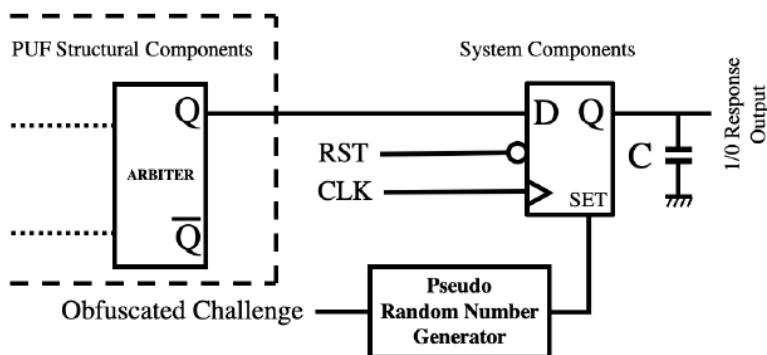 PUF Structural Components
System Components
Q
D Q
1/0 Response
Output
RST
C
ARBITER
CLK
SET
Q̅
Pseudo
Random Number
Generator
Obfuscated Challenge